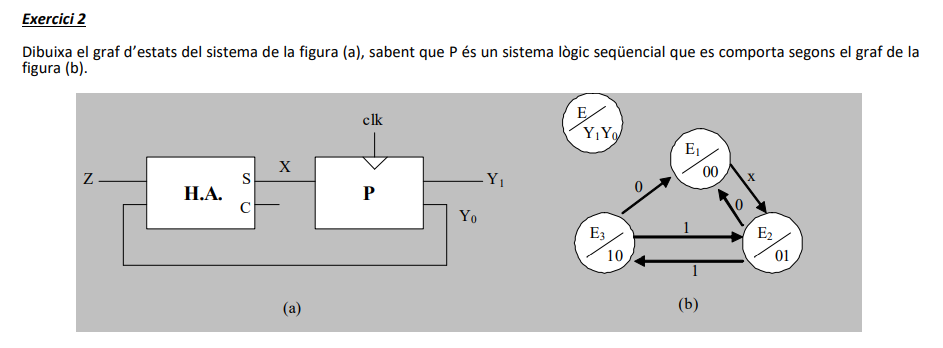 Exercici 2
Dibuixa el graf d'estats del sistema de la figura (a), sabent que P és un sistema lògic seqüencial que es comporta segons el graf de la
figura (b).
clk
E
Y₁Y₀
E₁
00
Z
S
X
Y₁
x
H.A.
P
0
0
C
Y₀
E₃
1
E₂
10
01
1
(a)
(b)